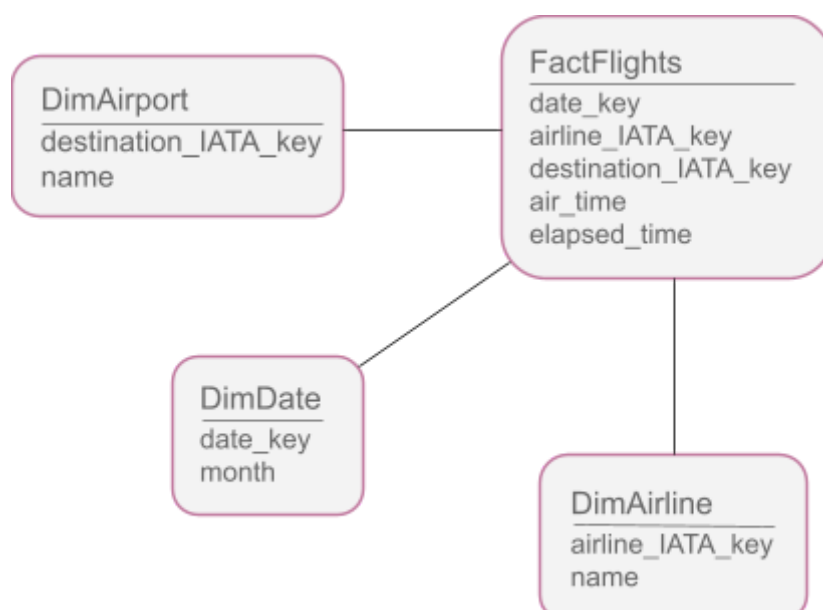 DimAirport
destination_IATA_key
name
FactFlights
date_key
airline_IATA_key
destination_IATA_key
air_time
elapsed_time
DimDate
date_key
month
DimAirline
airline_IATA_key
name